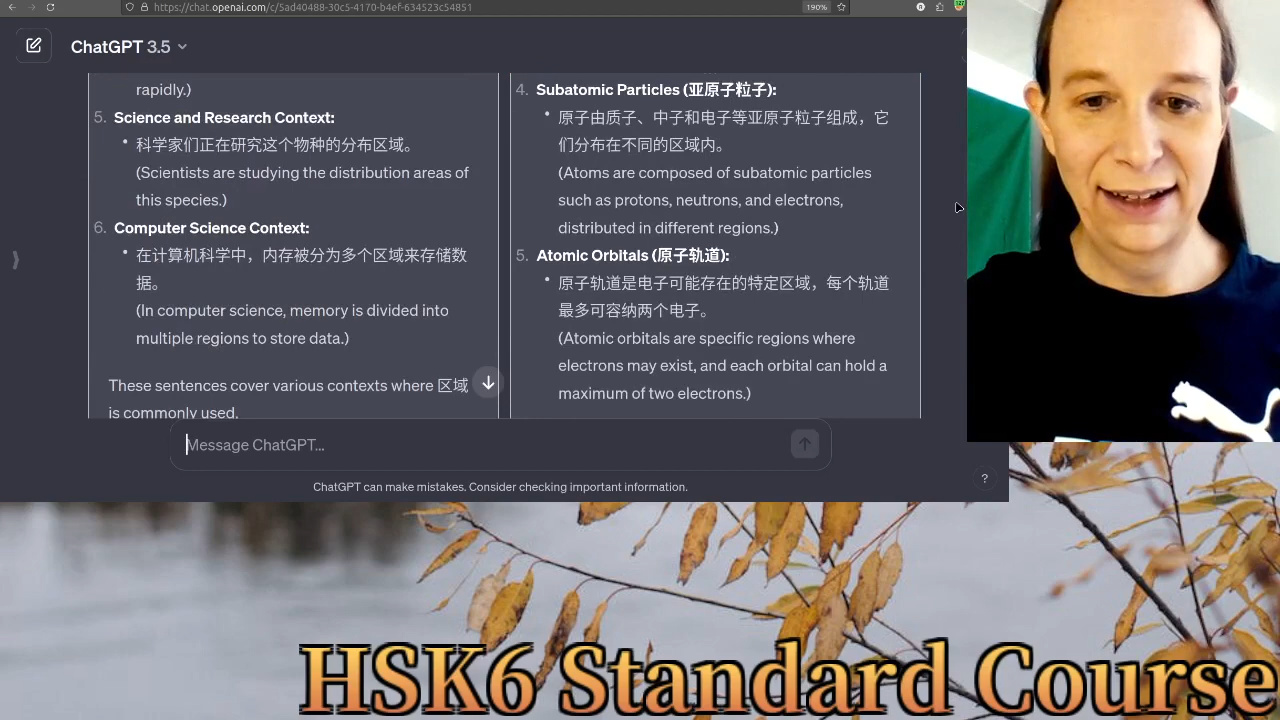 https://chat.openai.com/c/5ad40488-30c5-4170-b4ef-634523c54851
190%
ChatGPT 3.5
rapidly.)
5. Science and Research Context:
• 科学家们正在研究这个物种的分布区域。
(Scientists are studying the distribution areas of
this species.)
6. Computer Science Context:
• 在计算机科学中，内存被分为多个区域来存储数
据。
(In computer science, memory is divided into
multiple regions to store data.)
These sentences cover various contexts where 区域
is commonly used.
4. Subatomic Particles (亚原子粒子):
• 原子由质子、中子和电子等亚原子粒子组成，它
们分布在不同的区域内。
(Atoms are composed of subatomic particles
such as protons, neutrons, and electrons,
distributed in different regions.)
5. Atomic Orbitals (原子轨道):
• 原子轨道是电子可能存在的特定区域，每个轨道
最多可容纳两个电子。
(Atomic orbitals are specific regions where
electrons may exist, and each orbital can hold a
maximum of two electrons.)
Message ChatGPT...
ChatGPT can make mistakes. Consider checking important information.
?
HSK6 Standard Course